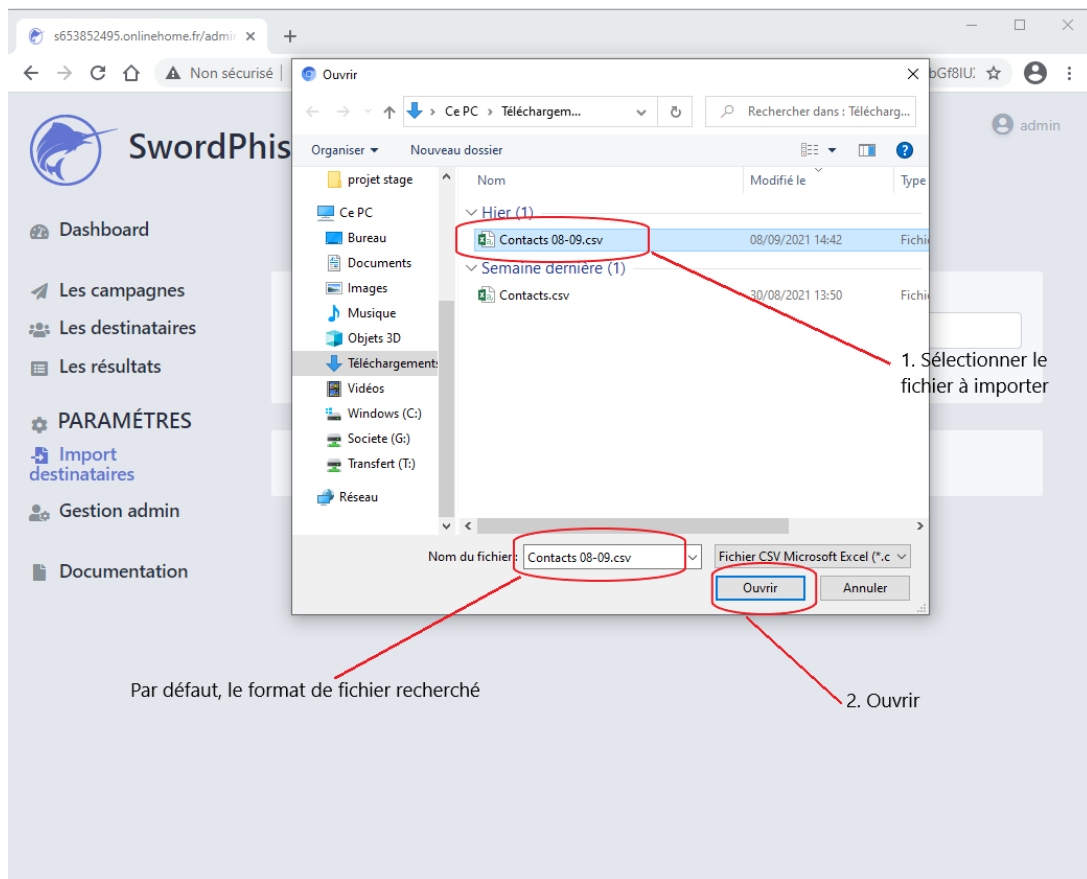 s653852495.onlinehome.fr/admi
Non sécurisé
bGf8IU
Ouvrir
Ce PC › Téléchargem...
Rechercher dans : Télécharg...
SwordPhis
admin
Organiser
Nouveau dossier
projet stage
Ce PC
Bureau
Documents
Images
Musique
Objets 3D
Téléchargement
Vidéos
Windows (C:)
Societe (G:)
Transfert (T:)
Réseau
Nom
Modifié le
Type
Hier (1)
Contacts 08-09.csv
08/09/2021 14:42
Fichi
Semaine dernière (1)
Contacts.csv
30/08/2021 13:50
Fichi
Dashboard
Les campagnes
Les destinataires
Les résultats
PARAMÉTRES
Import
destinataires
Gestion admin
Documentation
1. Sélectionner le
fichier à importer
Nom du fichier :
Contacts 08-09.csv
Fichier CSV Microsoft Excel (*.c
Ouvrir
Annuler
Par défaut, le format de fichier recherché
2. Ouvrir